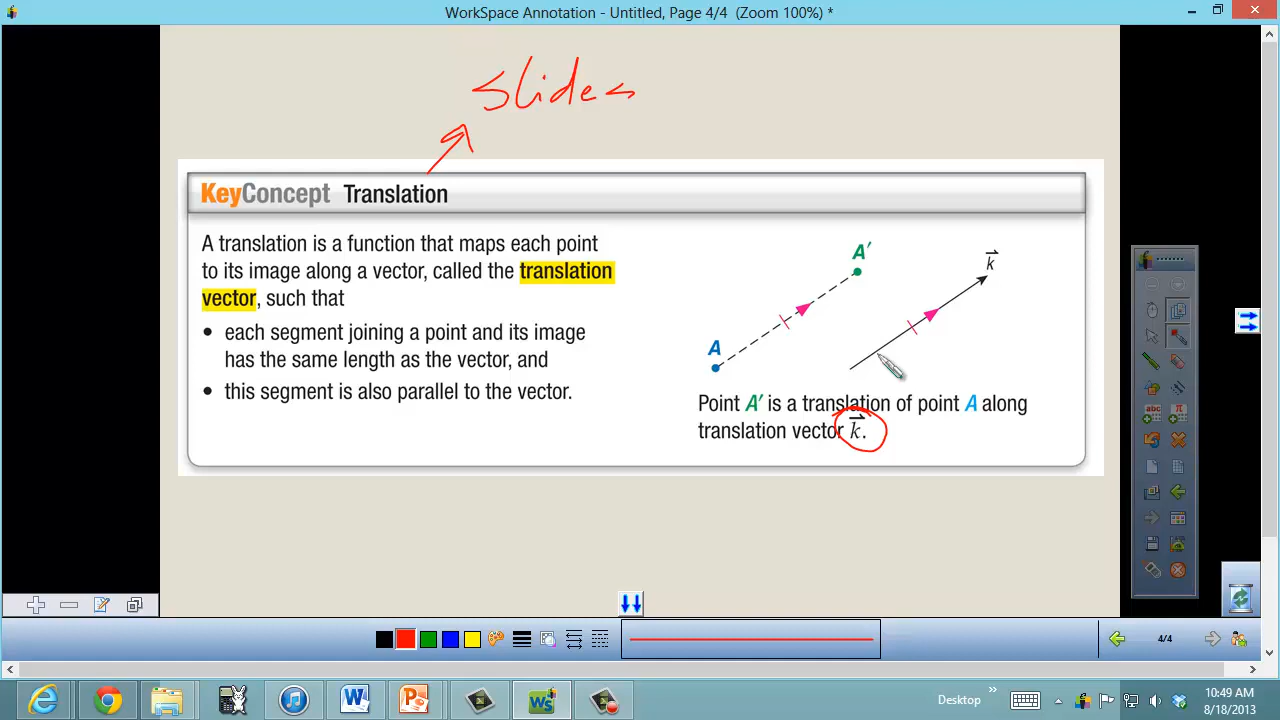 WorkSpace Annotation - Untitled, Page 4/4 (Zoom 100%) *
slides
KeyConcept Translation
A translation is a function that maps each point
to its image along a vector, called the translation
vector, such that
• each segment joining a point and its image
has the same length as the vector, and
• this segment is also parallel to the vector.
A′
k⃗
A
Point A′ is a translation of point A along
translation vector k⃗.
abc
π
4/4
Desktop
»
10:49 AM
8/18/2013